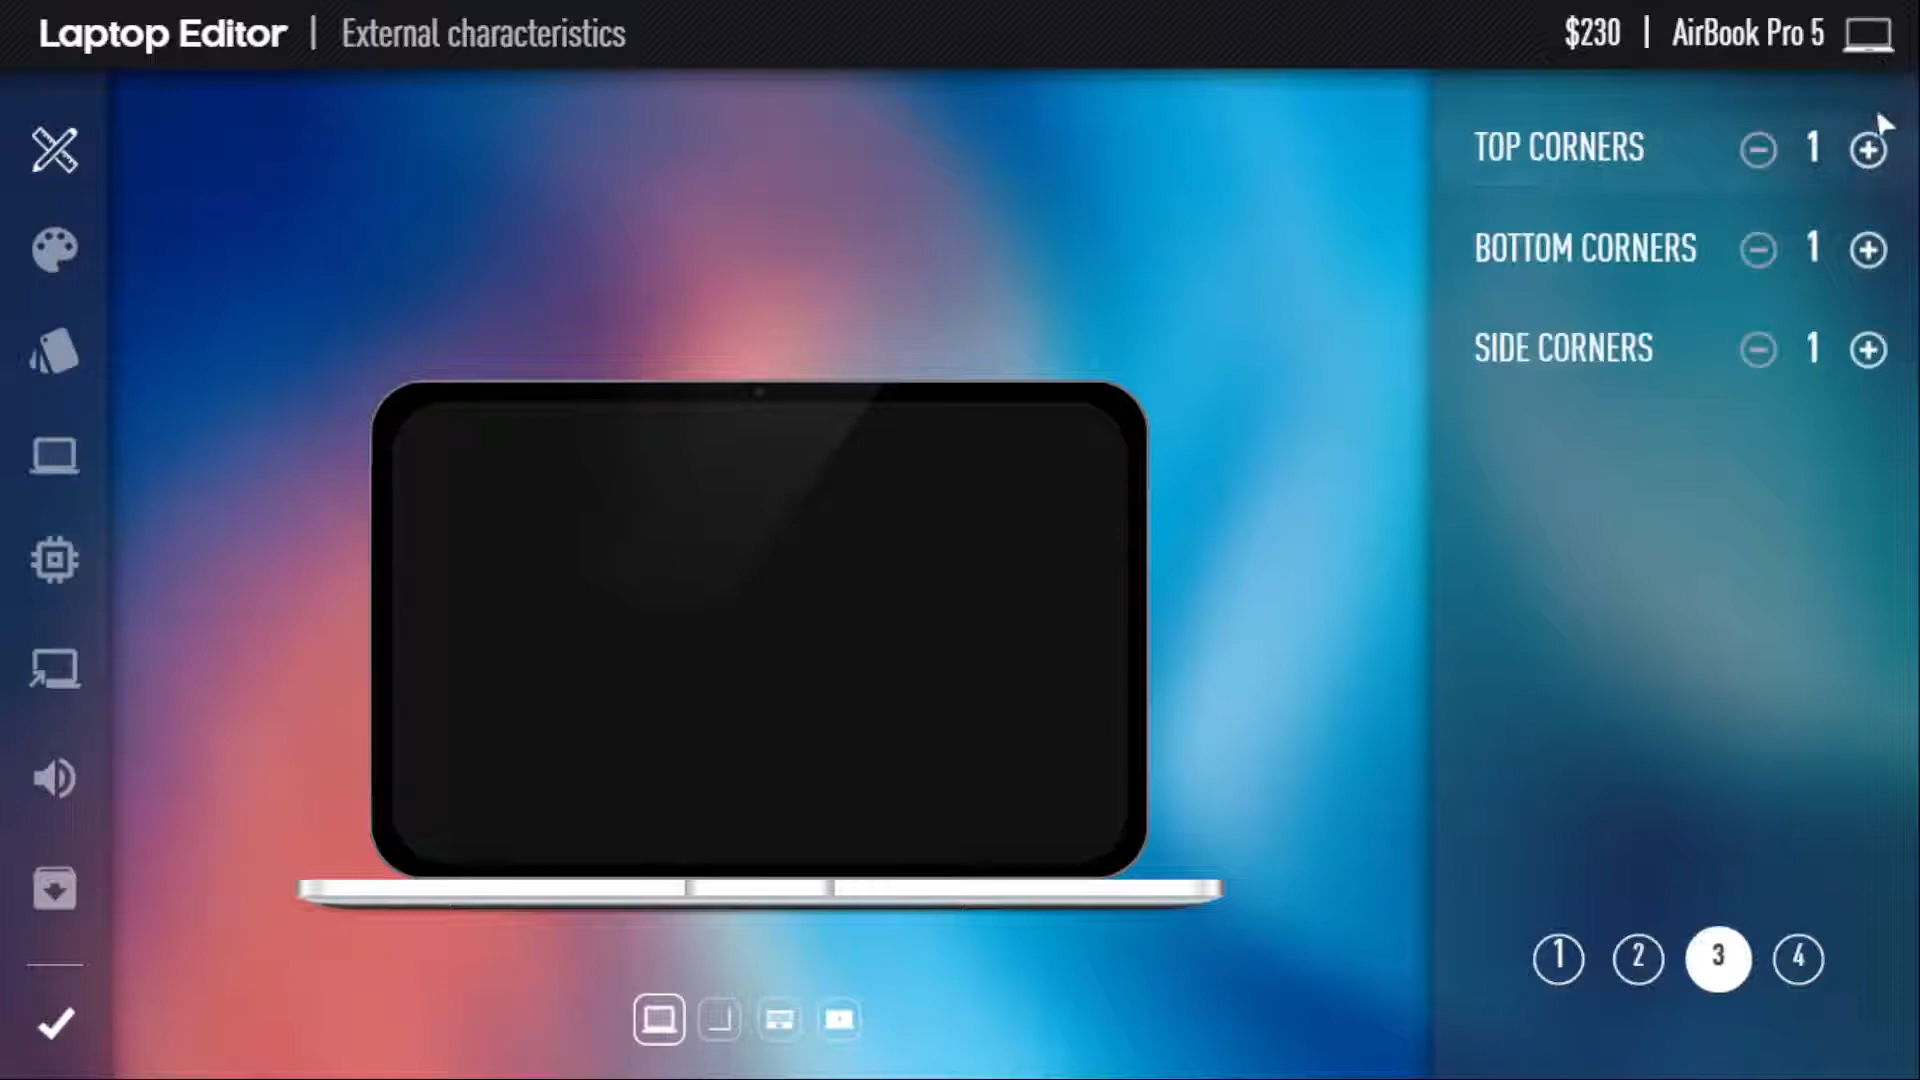 Laptop Editor | External characteristics
$230 | AirBook Pro 5
TOP CORNERS 1
BOTTOM CORNERS 1
SIDE CORNERS 1
1 2 3 4